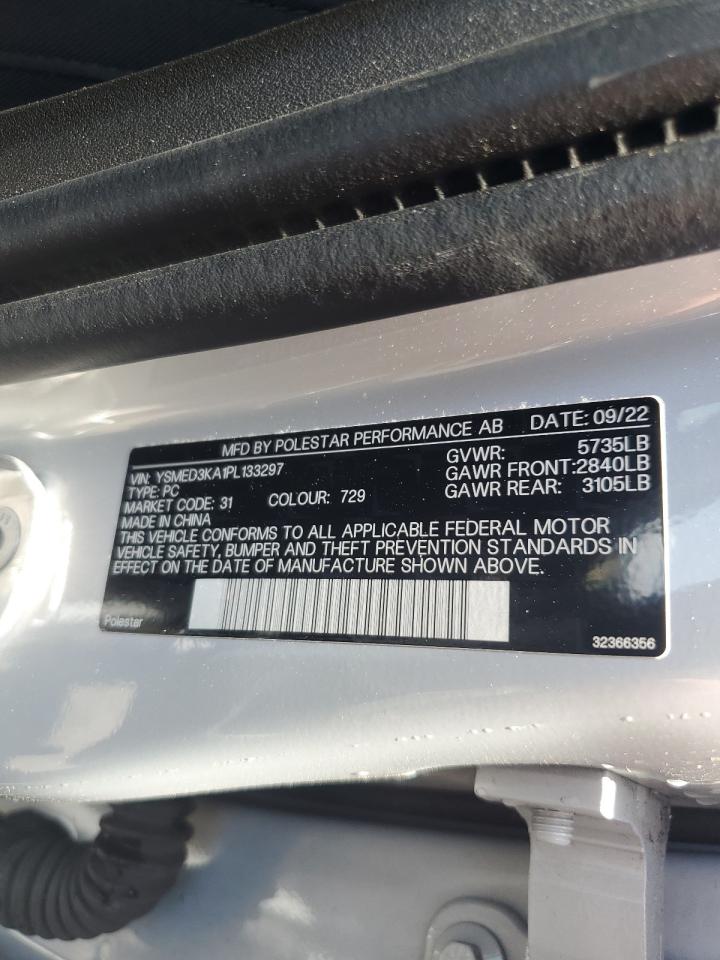 MFD BY POLESTAR PERFORMANCE AB DATE: 09/22
VIN: YSMED3KA1PL133297
TYPE: PC
MARKET CODE: 31 COLOUR: 729
MADE IN CHINA
GVWR: 5735LB
GAWR FRONT:2840LB
GAWR REAR: 3105LB
THIS VEHICLE CONFORMS TO ALL APPLICABLE FEDERAL MOTOR
VEHICLE SAFETY, BUMPER AND THEFT PREVENTION STANDARDS IN
EFFECT ON THE DATE OF MANUFACTURE SHOWN ABOVE.
Polestar
32366356